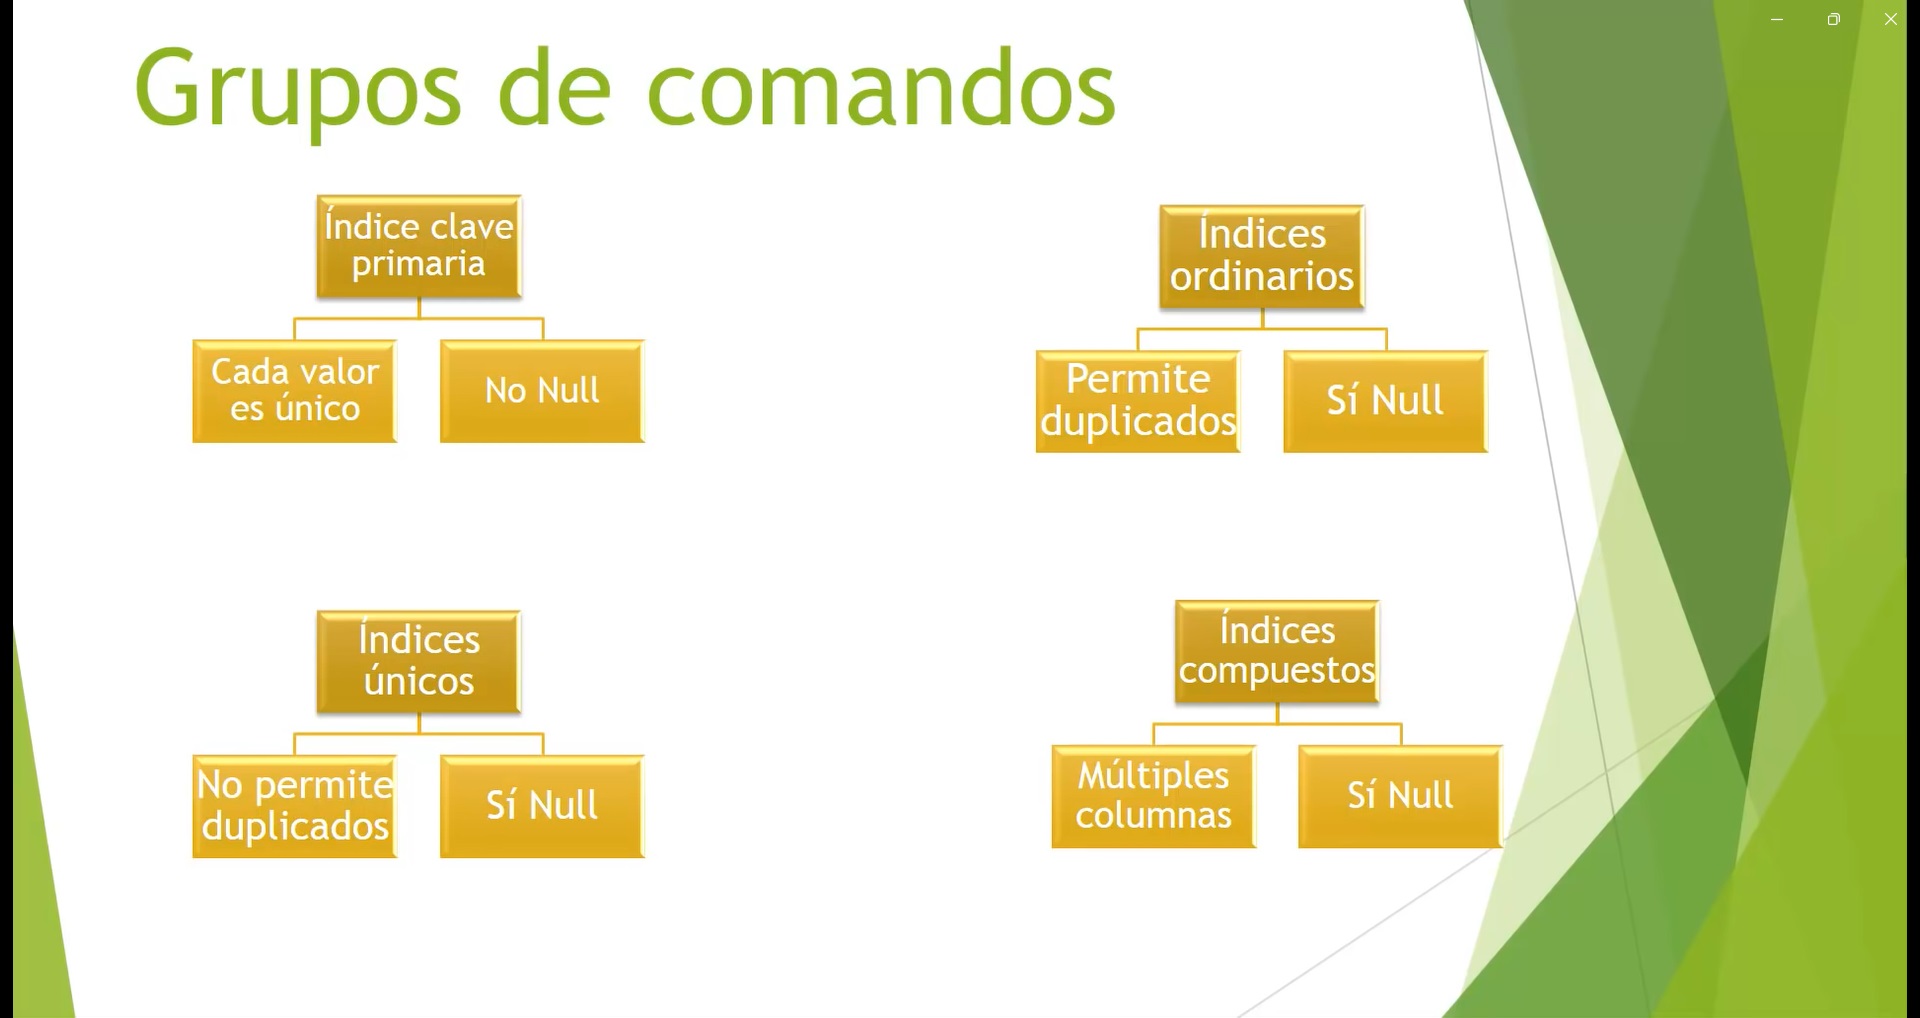 Grupos de comandos
Índice clave
primaria
Cada valor
es único
No Null
Índices
ordinarios
Permite
duplicados
Sí Null
Índices
únicos
No permite
duplicados
Sí Null
Índices
compuestos
Múltiples
columnas
Sí Null